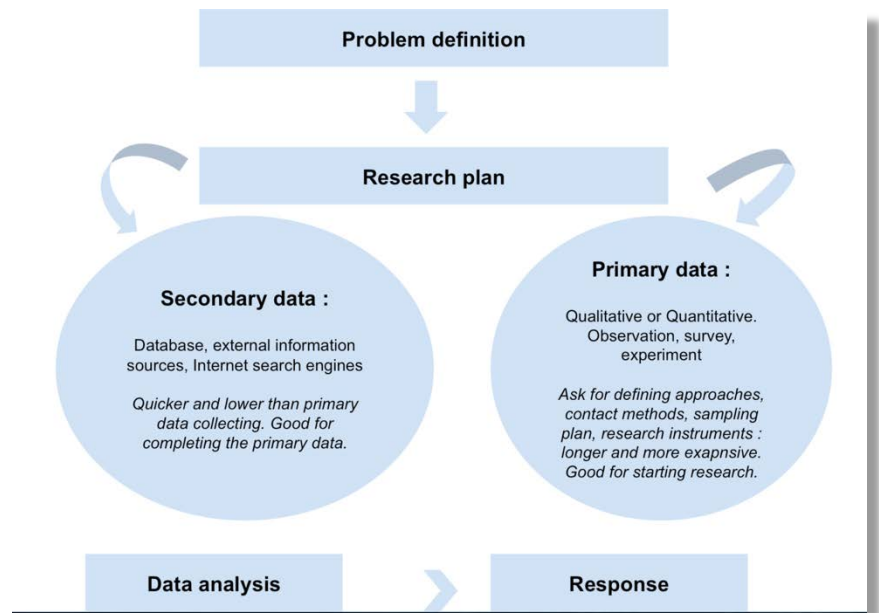 Problem definition
Research plan
Secondary data :
Database, external information
sources, Internet search engines
Quicker and lower than primary
data collecting. Good for
completing the primary data.
Primary data :
Qualitative or Quantitative.
Observation, survey,
experiment
Ask for defining approaches,
contact methods, sampling
plan, research instruments :
longer and more exapnsive.
Good for starting research.
Data analysis
Response